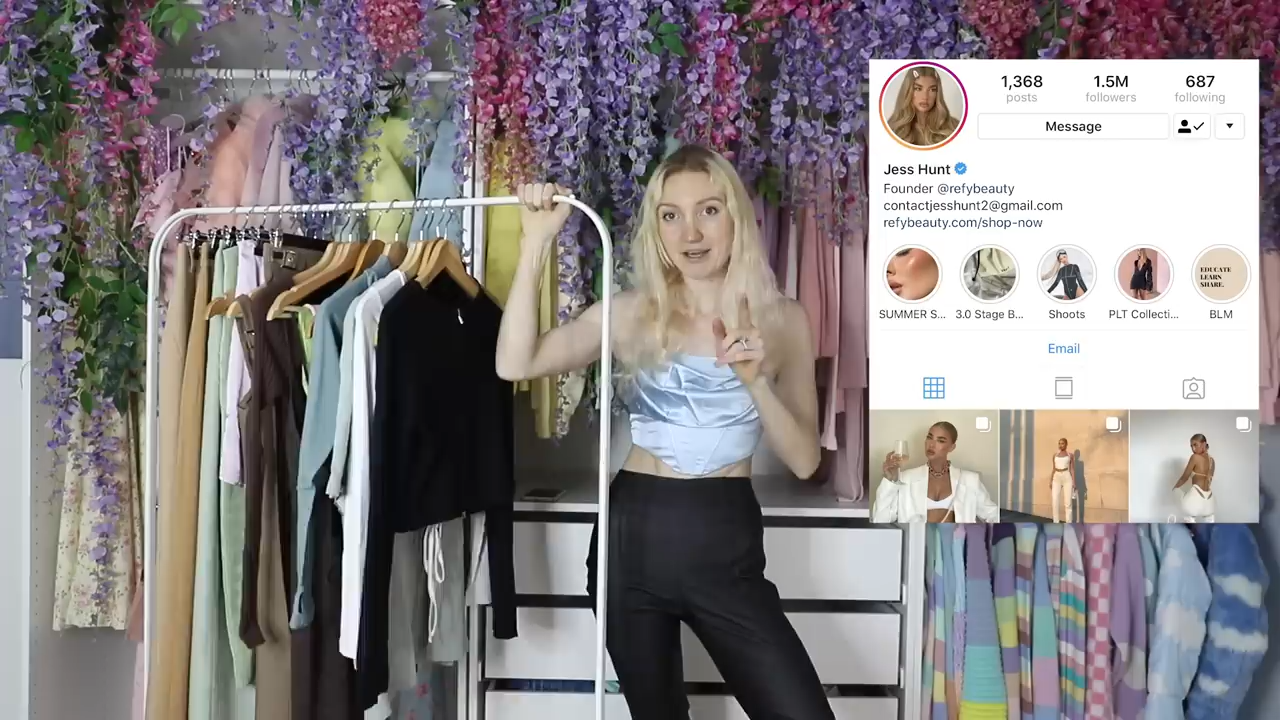 1,368 1.5M 687
posts followers following
Message
Jess Hunt
Founder @refybeauty
contactjesshunt2@gmail.com
refybeauty.com/shop-now
EDUCATE
LEARN
SHARE.
SUMMER S... 3.0 Stage B... Shoots PLT Collecti... BLM
Email